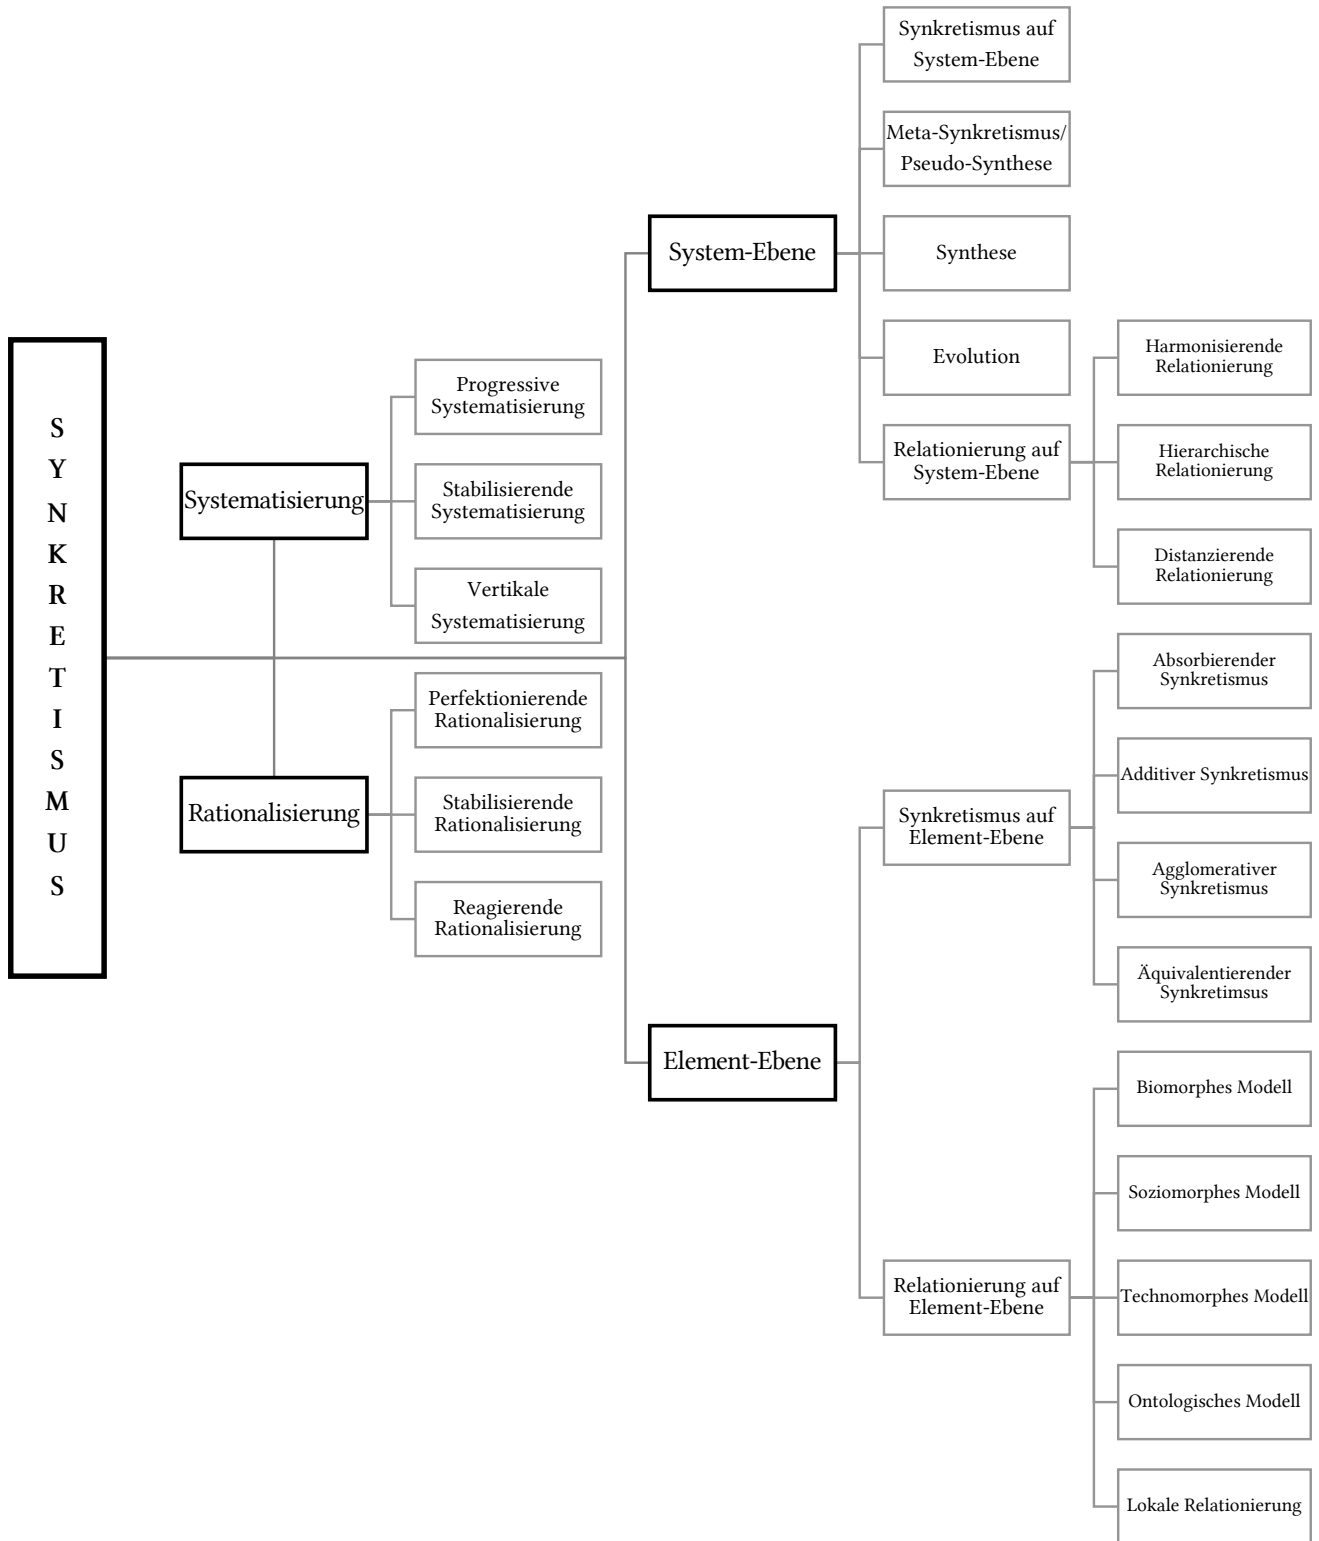 SYNKRETISMUS
Systematisierung
Progressive
Systematisierung
Stabilisierende
Systematisierung
Vertikale
Systematisierung
Rationalisierung
Perfektionierende
Rationalisierung
Stabilisierende
Rationalisierung
Reagierende
Rationalisierung
System-Ebene
Synkretismus auf
System-Ebene
Meta-Synkretismus/
Pseudo-Synthese
Synthese
Evolution
Relationierung auf
System-Ebene
Harmonisierende
Relationierung
Hierarchische
Relationierung
Distanzierende
Relationierung
Element-Ebene
Synkretismus auf
Element-Ebene
Absorbierender
Synkretismus
Additiver Synkretismus
Agglomerativer
Synkretismus
Äquivalentierender
Synkretimsus
Relationierung auf
Element-Ebene
Biomorphes Modell
Soziomorphes Modell
Technomorphes Modell
Ontologisches Modell
Lokale Relationierung